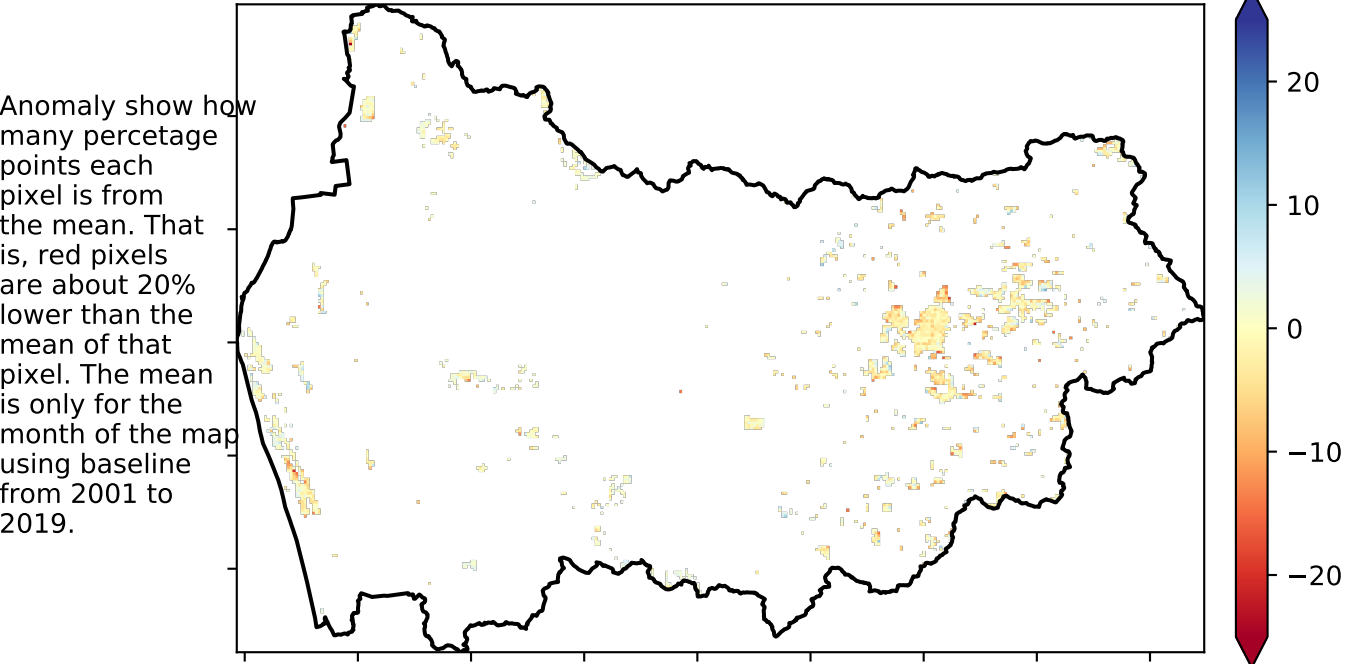 Anomaly show how
many percetage
points each
pixel is from
the mean. That
is, red pixels
are about 20%
lower than the
mean of that
pixel. The mean
is only for the
month of the map
using baseline
from 2001 to
2019.
20
10
0
−10
−20